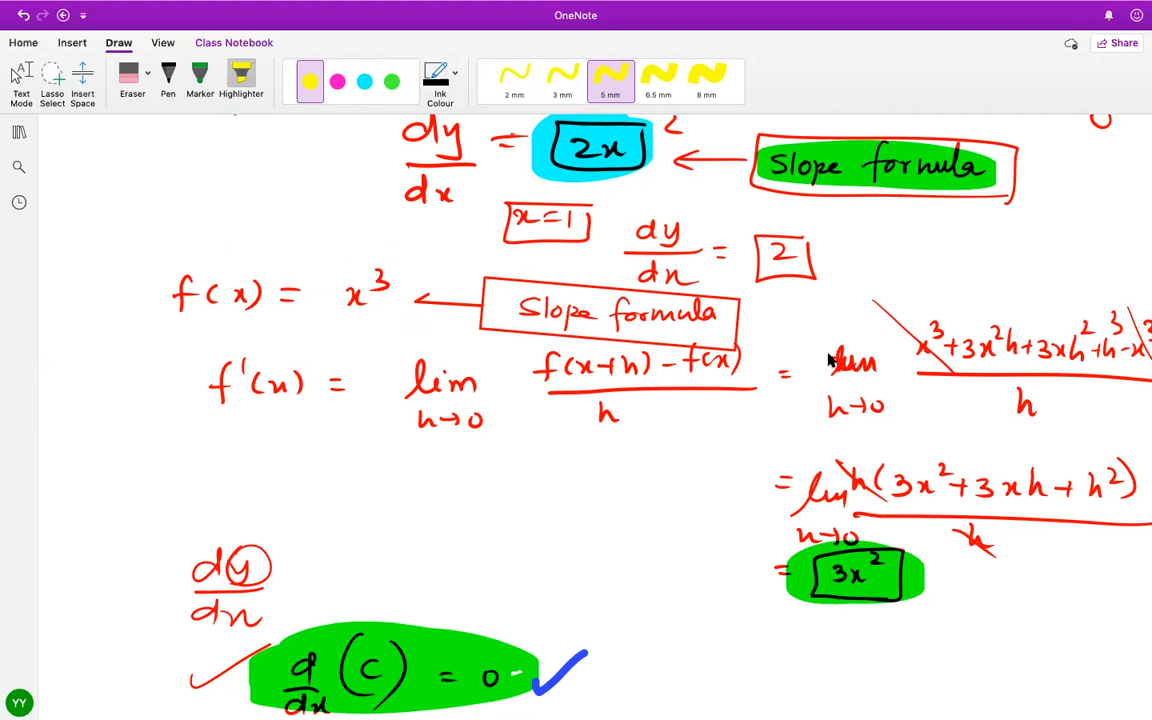 OneNote
Home Insert Draw View Class Notebook Share
Text Mode Lasso Select Insert Space Eraser Pen Marker Highlighter Ink Colour 2 mm 3 mm 5 mm 6.5 mm 8 mm
dy/dx = 2x ← Slope formula
x=1 dy/dx = 2
f(x) = x³ ← Slope formula
f'(x) = lim h→0 f(x+h) - f(x) / h = lim h→0 x³+3x²h+3xh²+h³-x³ / h
= lim h→0 h(3x²+3xh+h²) / h
= 3x²
dy/dx
d/dx (C) = 0
YY